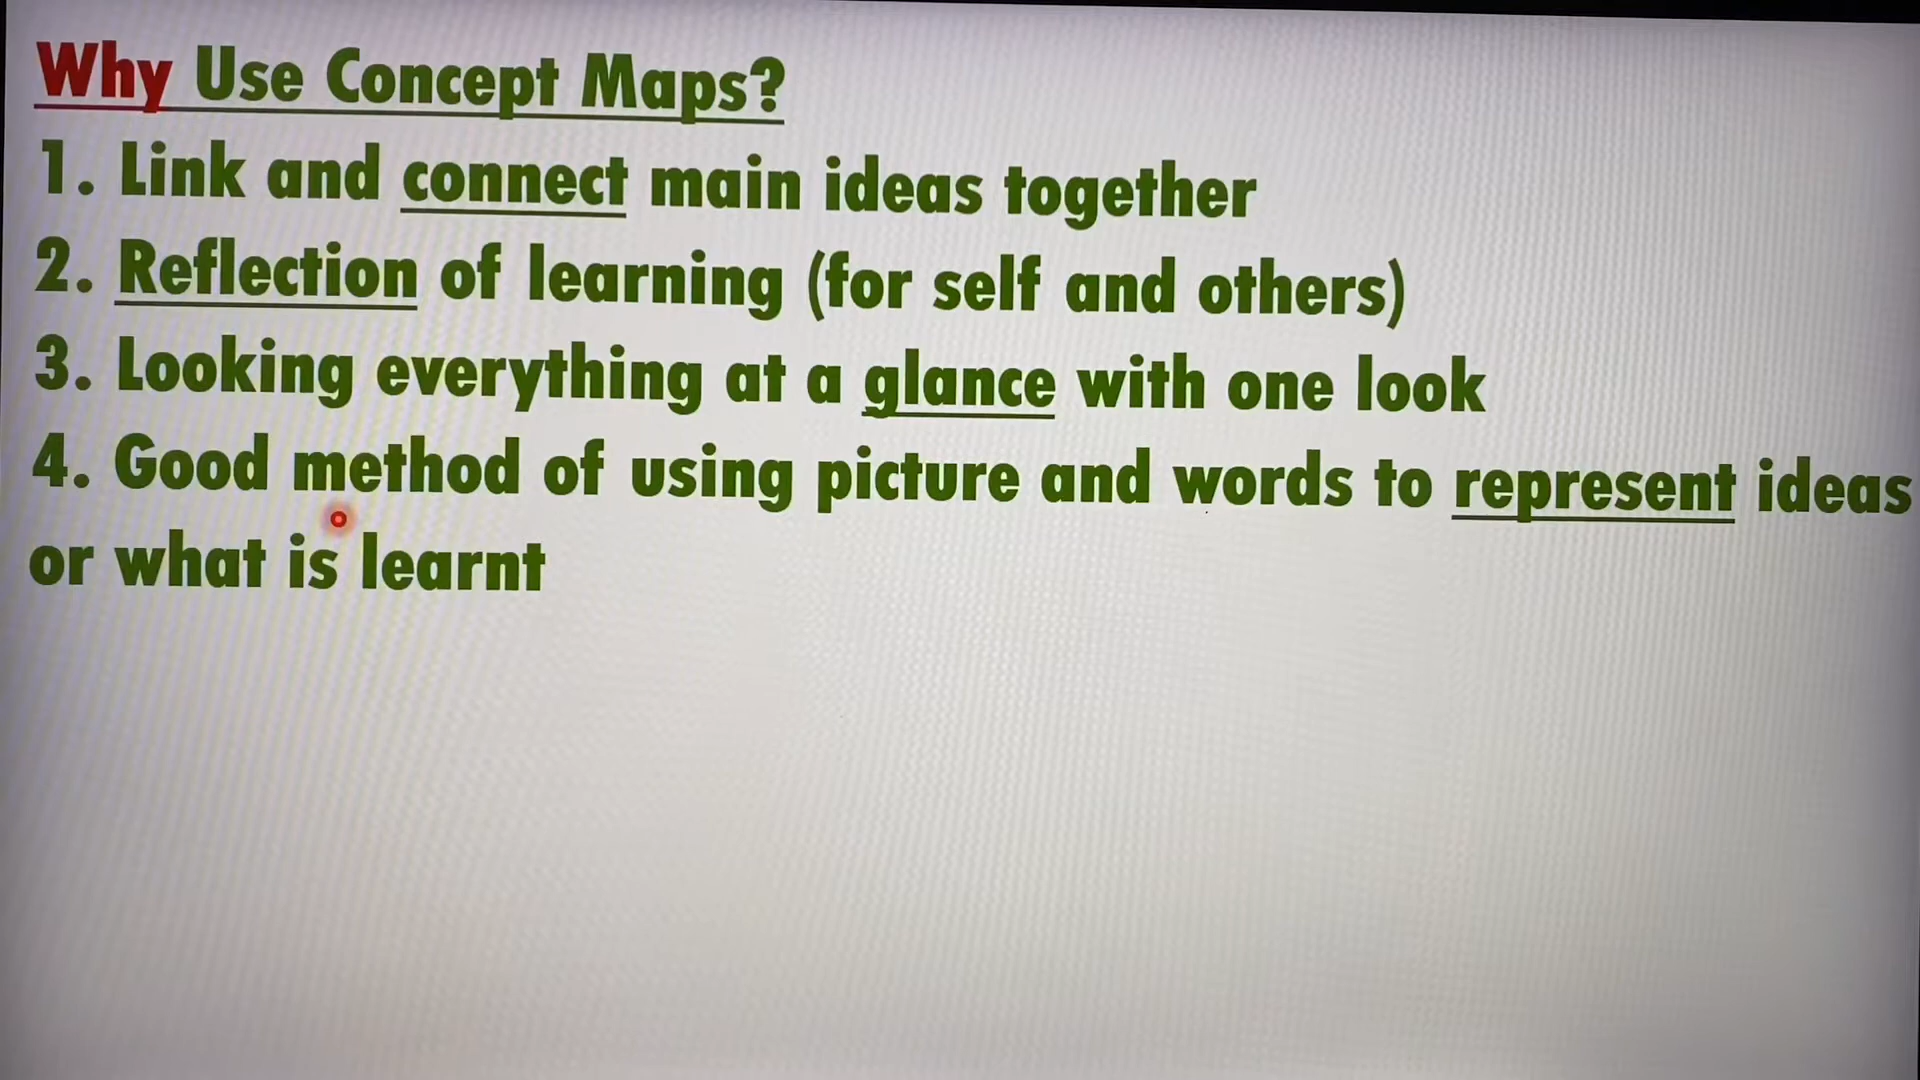 Why Use Concept Maps?
1. Link and connect main ideas together
2. Reflection of learning (for self and others)
3. Looking everything at a glance with one look
4. Good method of using picture and words to represent ideas
or what is learnt